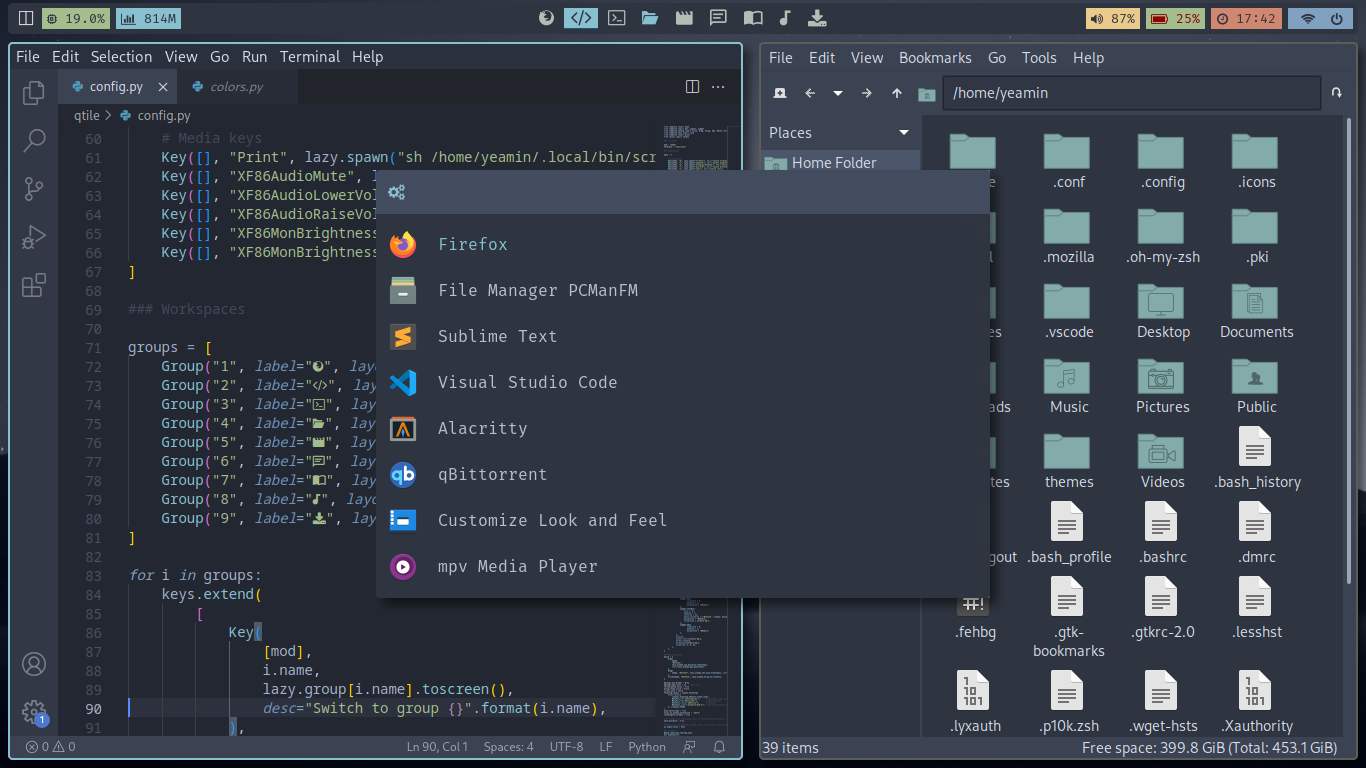 19.0%
814M
87%
25%
17:42
File Edit Selection View Go Run Terminal Help
config.py
colors.py
qtile > config.py
60 # Media keys
61 Key([], "Print", lazy.spawn("sh /home/yeamin/.local/bin/scr
62 Key([], "XF86AudioMute", l
63 Key([], "XF86AudioLowerVol
64 Key([], "XF86AudioRaiseVol
65 Key([], "XF86MonBrightness
66 Key([], "XF86MonBrightness
67 ]
68
69 ### Workspaces
70
71 groups = [
72 Group("1", label="", layo
73 Group("2", label="</>", lay
74 Group("3", label="", lay
75 Group("4", label="", lay
76 Group("5", label="", lay
77 Group("6", label="", lay
78 Group("7", label="", lay
79 Group("8", label="", layo
80 Group("9", label="", lay
81 ]
82
83 for i in groups:
84 keys.extend(
85 [
86 Key(
87 [mod],
88 i.name,
89 lazy.group[i.name].toscreen(),
90 desc="Switch to group {}".format(i.name),
91 ),
1
0 0
Ln 90, Col 1 Spaces: 4 UTF-8 LF Python
Firefox
File Manager PCManFM
Sublime Text
Visual Studio Code
Alacritty
qBittorrent
Customize Look and Feel
mpv Media Player
File Edit View Bookmarks Go Tools Help
/home/yeamin
Places
Home Folder
e .conf .config .icons
l .mozilla .oh-my-zsh .pki
es .vscode Desktop Documents
ads Music Pictures Public
tes themes Videos .bash_history
gout .bash_profile .bashrc .dmrc
.fehbg .gtk-bookmarks .gtkrc-2.0 .lesshst
.lyxauth .p10k.zsh .wget-hsts .Xauthority
39 items
Free space: 399.8 GiB (Total: 453.1 GiB)